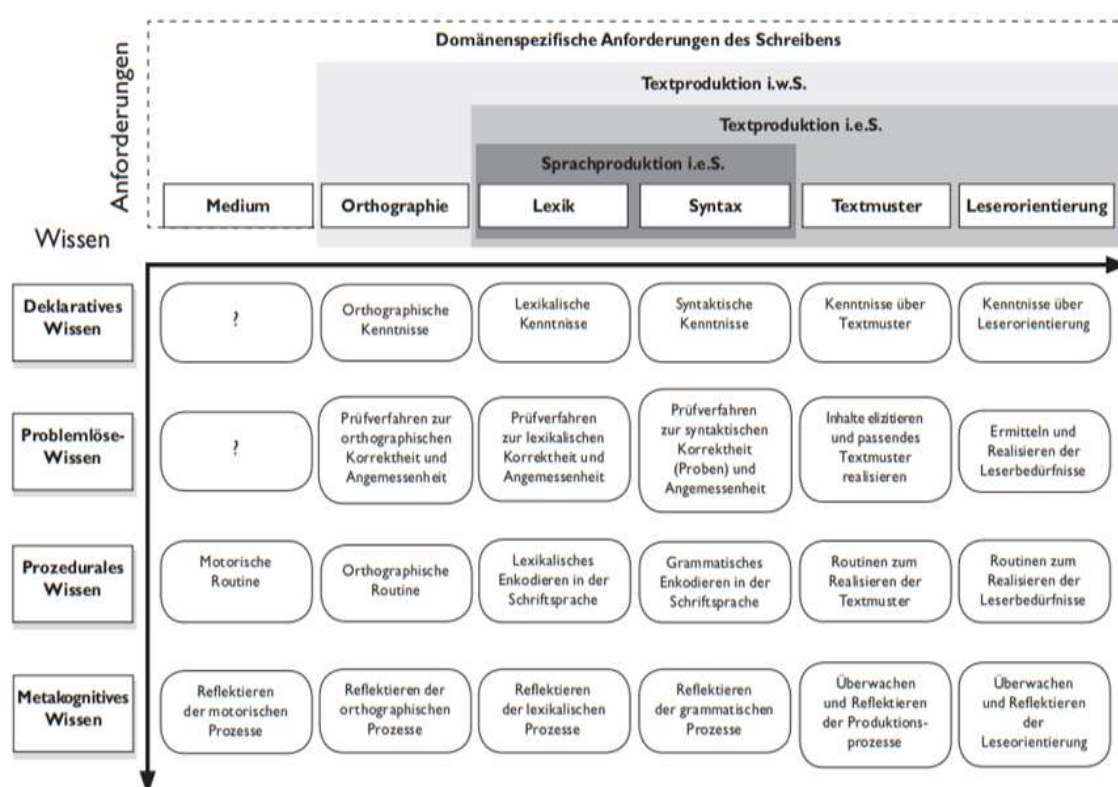 Anforderungen
Domänenspezifische Anforderungen des Schreibens
Textproduktion i.w.S.
Textproduktion i.e.S.
Sprachproduktion i.e.S.
Medium
Orthographie
Lexik
Syntax
Textmuster
Leserorientierung
Wissen
Deklaratives
Wissen
?
Orthographische
Kenntnisse
Lexikalische
Kenntnisse
Syntaktische
Kenntnisse
Kenntnisse über
Textmuster
Kenntnisse über
Leserorientierung
Problemlöse-
Wissen
?
Prüfverfahren zur
orthographischen
Korrektheit und
Angemessenheit
Prüfverfahren
zur lexikalischen
Korrektheit und
Angemessenheit
Prüfverfahren
zur syntaktischen
Korrektheit
(Proben) und
Angemessenheit
Inhalte elizitieren
und passendes
Textmuster
realisieren
Ermitteln und
Realisieren der
Leserbedürfnisse
Prozedurales
Wissen
Motorische
Routine
Orthographische
Routine
Lexikalisches
Enkodieren in der
Schriftsprache
Grammatisches
Enkodieren in der
Schriftsprache
Routinen zum
Realisieren der
Textmuster
Routinen zum
Realisieren der
Leserbedürfnisse
Metakognitives
Wissen
Reflektieren
der motorischen
Prozesse
Reflektieren der
orthographischen
Prozesse
Reflektieren
der lexikalischen
Prozesse
Reflektieren
der grammatischen
Prozesse
Überwachen
und Reflektieren
der Produktions-
prozesse
Überwachen
und Reflektieren
der
Leseorientierung